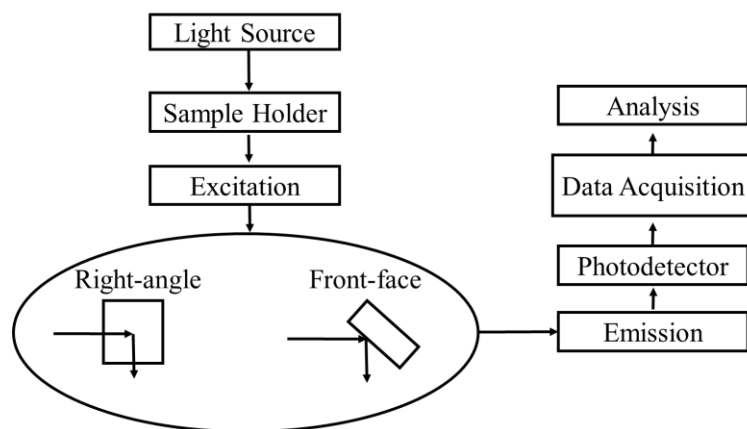 Light Source
Sample Holder
Excitation
Right-angle
Front-face
Analysis
Data Acquisition
Photodetector
Emission